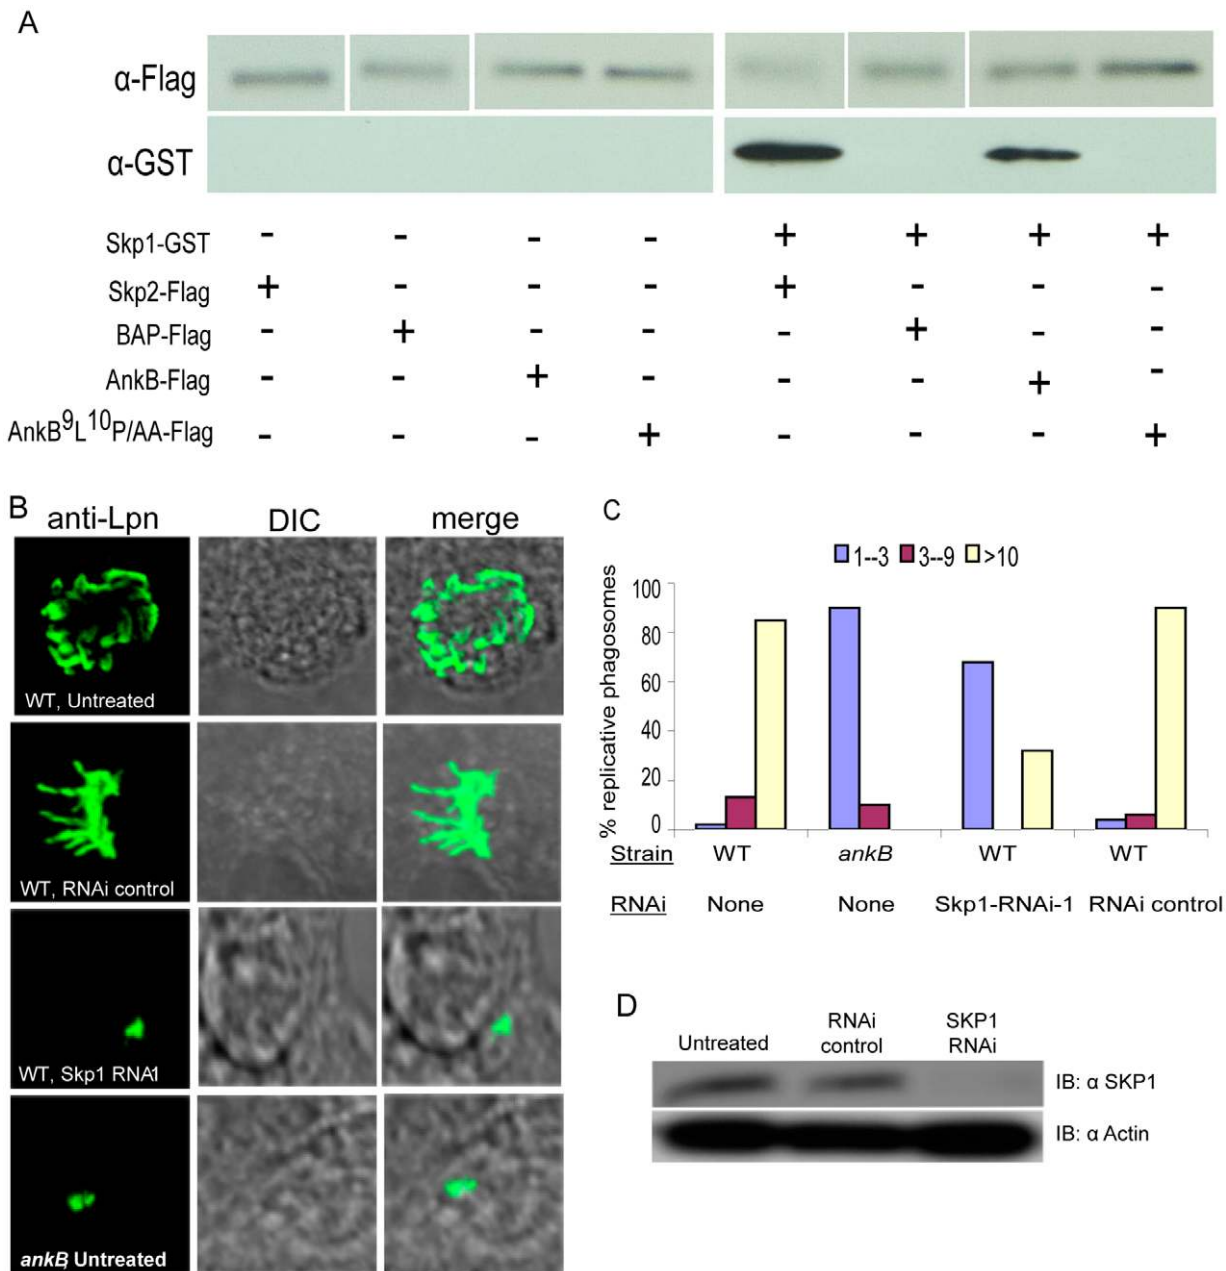 A
α-Flag
α-GST
Skp1-GST - - - - + + + +
Skp2-Flag + - - - + - - -
BAP-Flag - + - - - + - -
AnkB-Flag - - + - - - + -
AnkB⁹L¹⁰P/AA-Flag - - - + - - - +
B
anti-Lpn DIC merge
WT, Untreated
WT, RNAi control
WT, Skp1 RNA1
ankB, Untreated
C
1--3 3--9 >10
% replicative phagosomes
100
80
60
40
20
0
Strain WT ankB WT WT
RNAi None None Skp1-RNAi-1 RNAi control
D
Untreated RNAi control SKP1 RNAi
IB: α SKP1
IB: α Actin